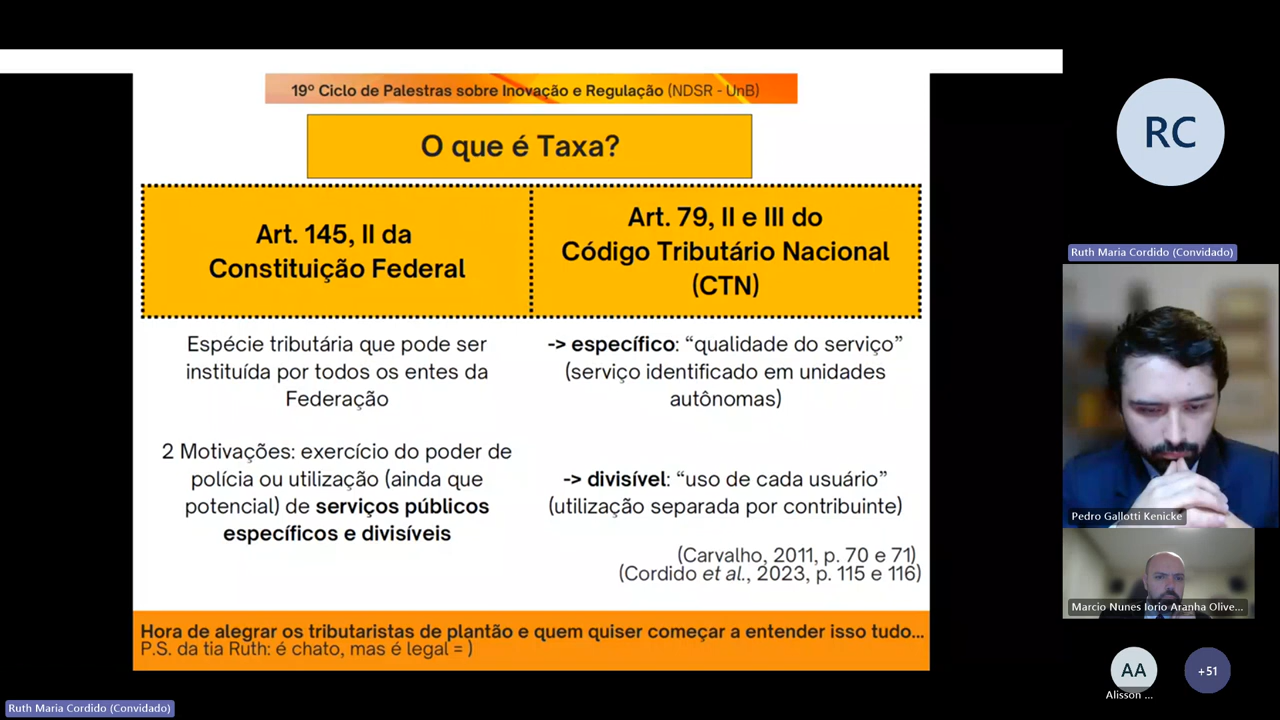 19º Ciclo de Palestras sobre Inovação e Regulação (NDSR - UnB)
O que é Taxa?
Art. 145, II da
Constituição Federal
Art. 79, II e III do
Código Tributário Nacional
(CTN)
Espécie tributária que pode ser
instituída por todos os entes da
Federação
2 Motivações: exercício do poder de
polícia ou utilização (ainda que
potencial) de serviços públicos
específicos e divisíveis
-> específico: “qualidade do serviço”
(serviço identificado em unidades
autônomas)
-> divisível: “uso de cada usuário”
(utilização separada por contribuinte)
(Carvalho, 2011, p. 70 e 71)
(Cordido et al., 2023, p. 115 e 116)
Hora de alegrar os tributaristas de plantão e quem quiser começar a entender isso tudo...
P.S. da tia Ruth: é chato, mas é legal = )
Ruth Maria Cordido (Convidado)
RC
Ruth Maria Cordido (Convidado)
Pedro Gallotti Kenicke
Marcio Nunes Iorio Aranha Olive...
AA
+51
Alisson ...